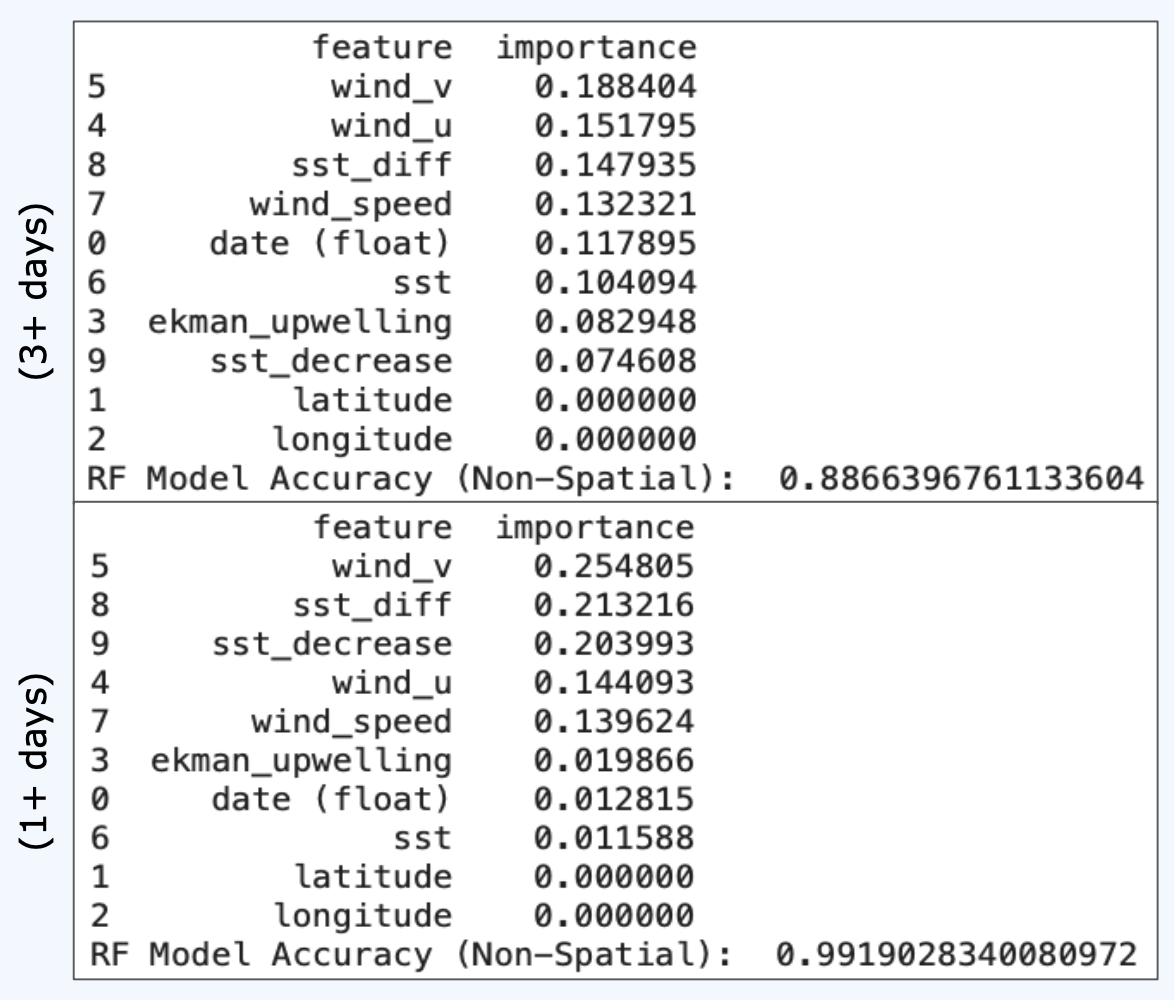 (3+ days)
feature importance
5 wind_v 0.188404
4 wind_u 0.151795
8 sst_diff 0.147935
7 wind_speed 0.132321
0 date (float) 0.117895
6 sst 0.104094
3 ekman_upwelling 0.082948
9 sst_decrease 0.074608
1 latitude 0.000000
2 longitude 0.000000
RF Model Accuracy (Non-Spatial): 0.8866396761133604
(1+ days)
feature importance
5 wind_v 0.254805
8 sst_diff 0.213216
9 sst_decrease 0.203993
4 wind_u 0.144093
7 wind_speed 0.139624
3 ekman_upwelling 0.019866
0 date (float) 0.012815
6 sst 0.011588
1 latitude 0.000000
2 longitude 0.000000
RF Model Accuracy (Non-Spatial): 0.9919028340080972